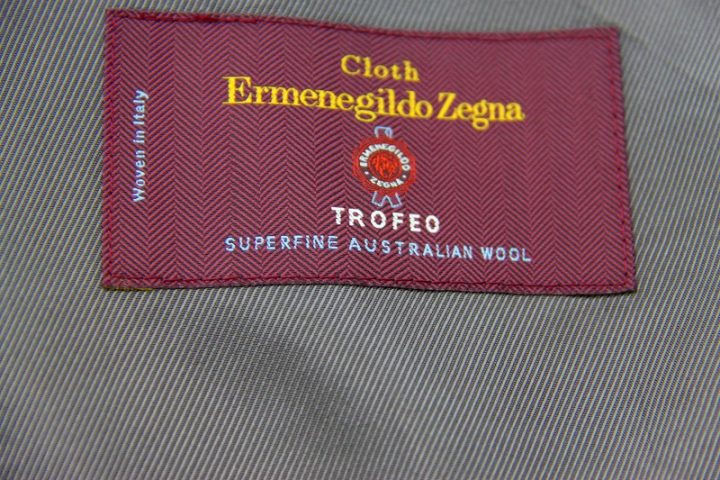 Cloth
Ermenegildo Zegna
Woven in Italy
ERMENEGILDO
ZEGNA
TROFEO
SUPERFINE AUSTRALIAN WOOL